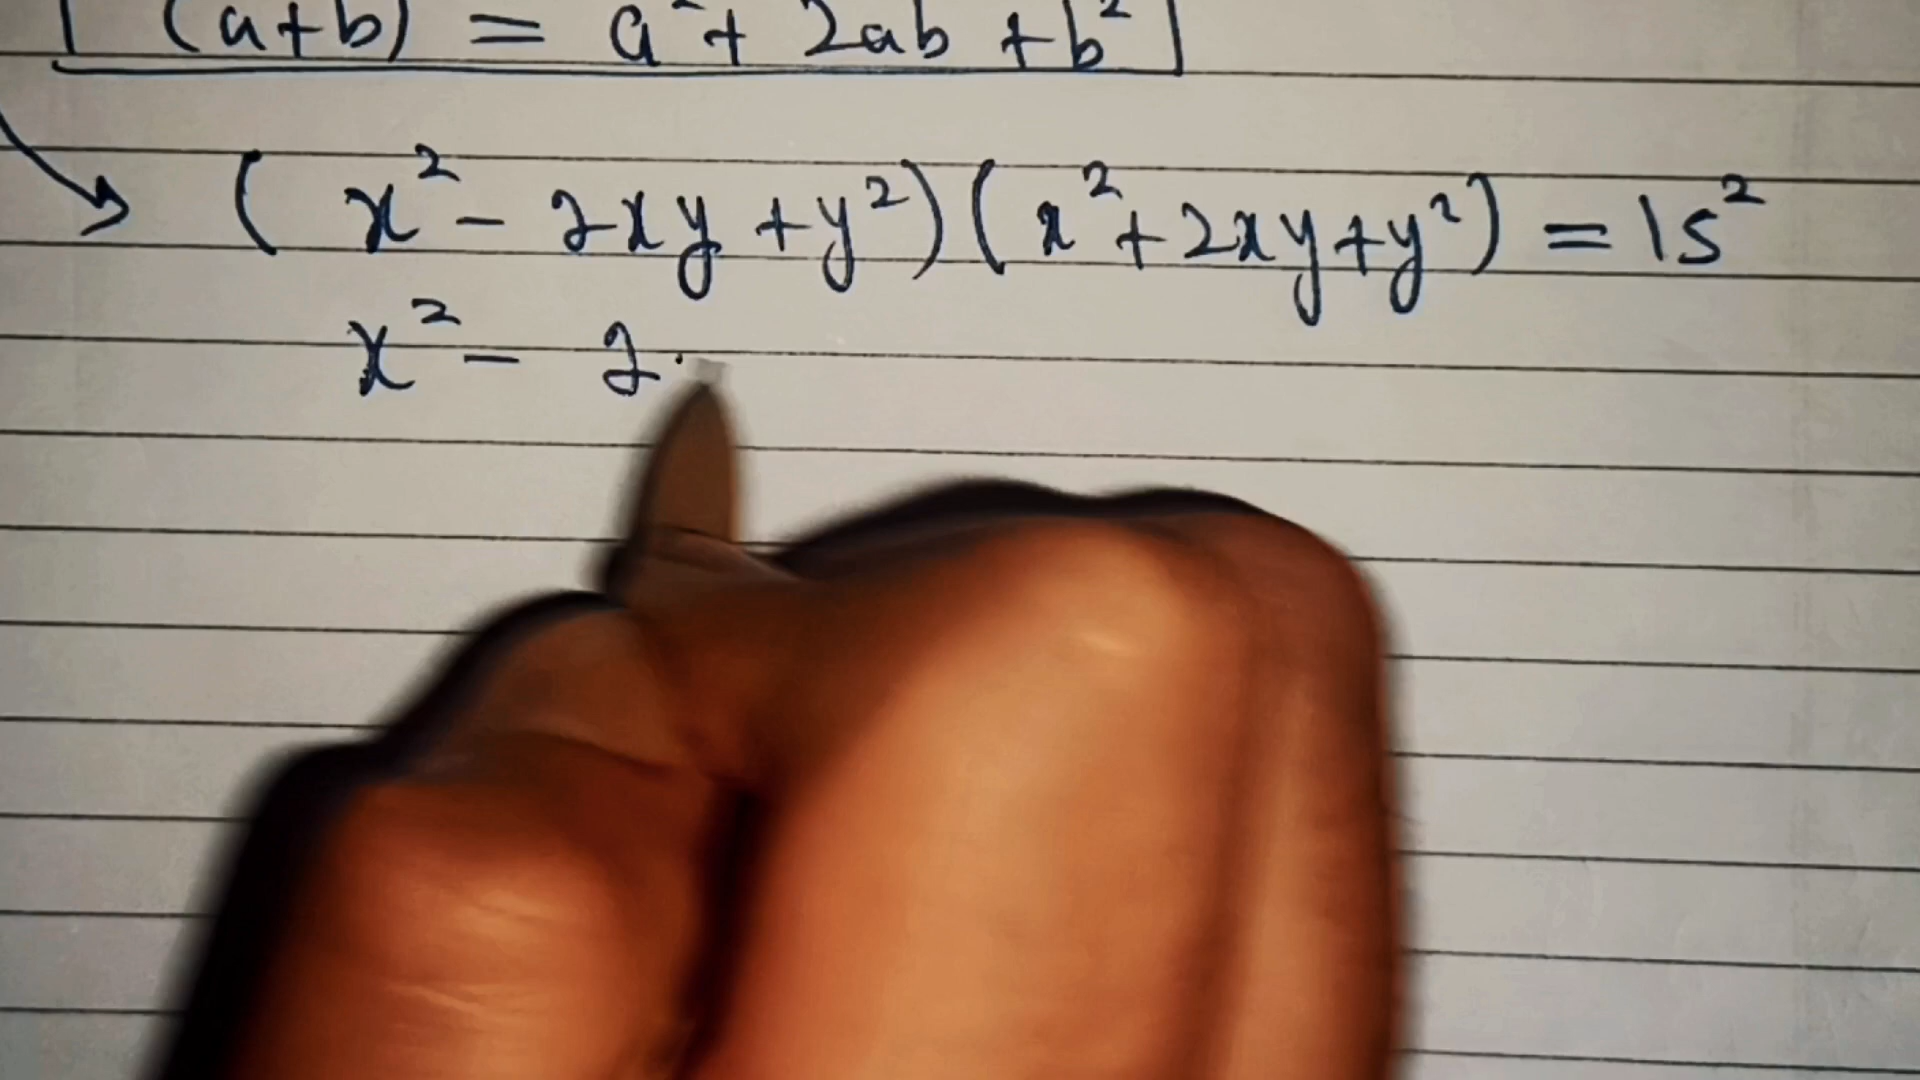 (a+b)² = a²+ 2ab +b²
( x² - 2xy +y²)(x²+2xy+y²) = 15²
x² - 2.